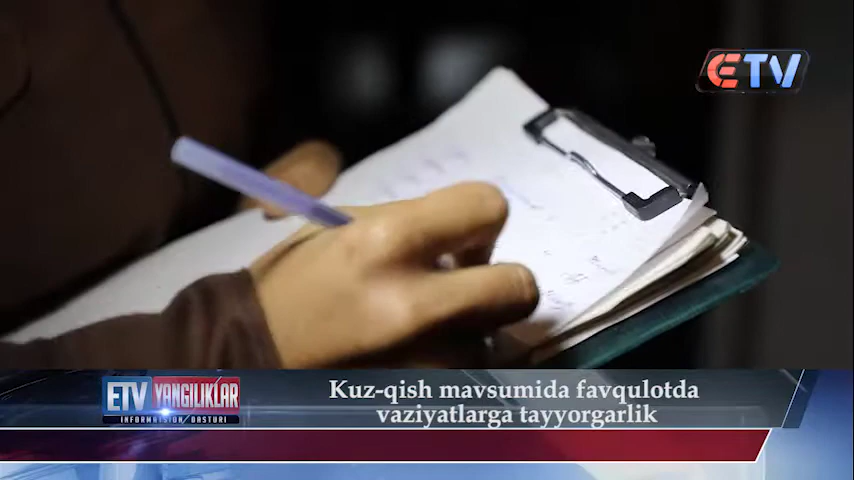 ETV
ETV YANGILIKLAR
INFORMATSION/DASTURI
Kuz-qish mavsumida favqulotda
vaziyatlarga tayyorgarlik